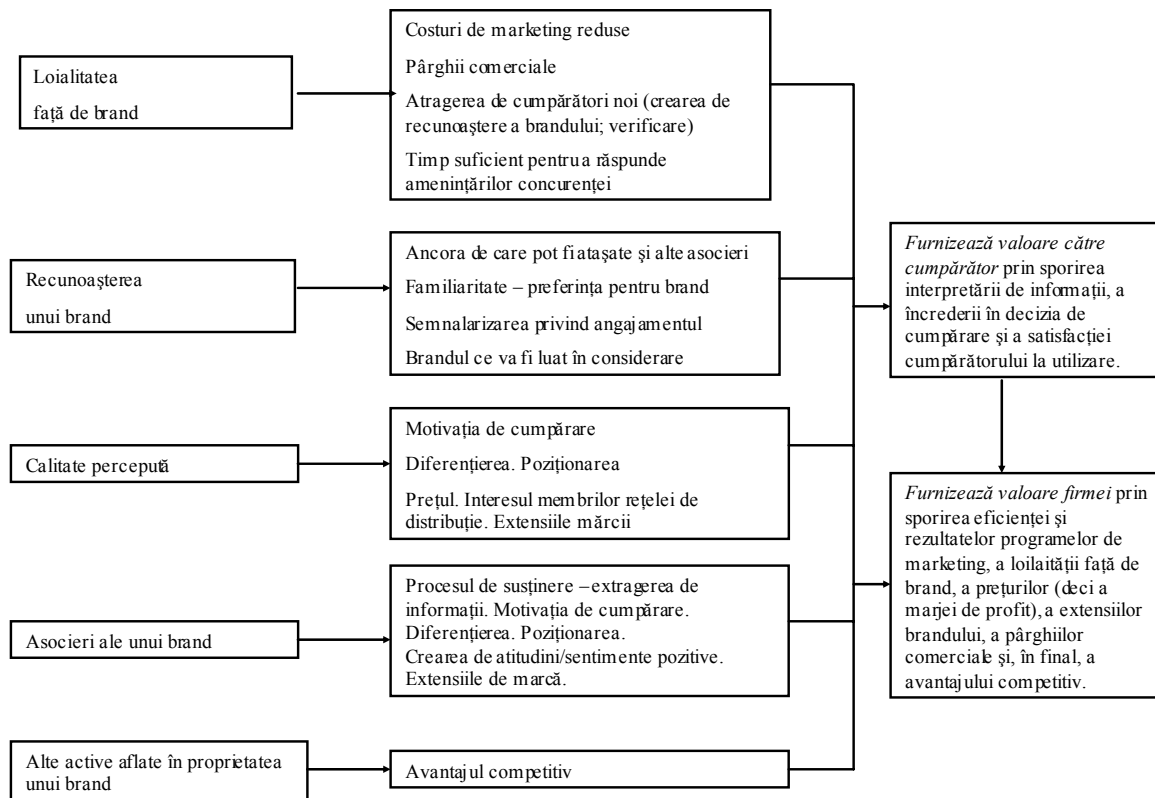 Loialitatea
față de brand
Costuri de marketing reduse
Pârghii comerciale
Atragerea de cumpărători noi (crearea de
recunoaștere a brandului; verificare)
Timp suficient pentru a răspunde
amenințărilor concurenței
Recunoașterea
unui brand
Ancora de care pot fi atașate și alte asocieri
Familiaritate – preferința pentru brand
Semnalarizarea privind angajamentul
Brandul ce va fi luat în considerare
Calitate percepută
Motivația de cumpărare
Diferențierea. Poziționarea
Prețul. Interesul membrilor rețelei de
distribuție. Extensiile mărcii
Asocieri ale unui brand
Procesul de susținere – extragerea de
informații. Motivația de cumpărare.
Diferențierea. Poziționarea.
Crearea de atitudini/sentimente pozitive.
Extensiile de marcă.
Alte active aflate în proprietatea
unui brand
Avantajul competitiv
Furnizează valoare către
cumpărător prin sporirea
interpretării de informații, a
încrederii în decizia de
cumpărare și a satisfacției
cumpărătorului la utilizare.
Furnizează valoare firmei prin
sporirea eficienței și
rezultatelor programelor de
marketing, a loilaității față de
brand, a prețurilor (deci a
marjei de profit), a extensiilor
brandului, a pârghiilor
comerciale și, în final, a
avantajului competitiv.